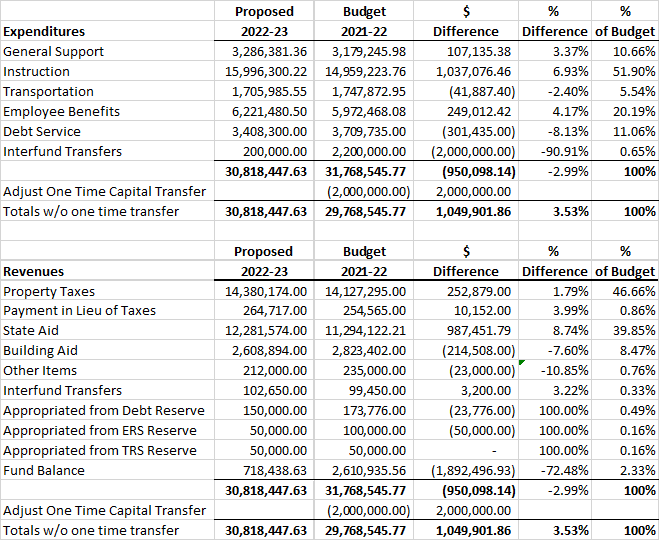 Proposed Budget $ % %
Expenditures 2022-23 2021-22 Difference Difference of Budget
General Support 3,286,381.36 3,179,245.98 107,135.38 3.37% 10.66%
Instruction 15,996,300.22 14,959,223.76 1,037,076.46 6.93% 51.90%
Transportation 1,705,985.55 1,747,872.95 (41,887.40) -2.40% 5.54%
Employee Benefits 6,221,480.50 5,972,468.08 249,012.42 4.17% 20.19%
Debt Service 3,408,300.00 3,709,735.00 (301,435.00) -8.13% 11.06%
Interfund Transfers 200,000.00 2,200,000.00 (2,000,000.00) -90.91% 0.65%
30,818,447.63 31,768,545.77 (950,098.14) -2.99% 100%
Adjust One Time Capital Transfer (2,000,000.00) 2,000,000.00
Totals w/o one time transfer 30,818,447.63 29,768,545.77 1,049,901.86 3.53% 100%
Proposed Budget $ % %
Revenues 2022-23 2021-22 Difference Difference of Budget
Property Taxes 14,380,174.00 14,127,295.00 252,879.00 1.79% 46.66%
Payment in Lieu of Taxes 264,717.00 254,565.00 10,152.00 3.99% 0.86%
State Aid 12,281,574.00 11,294,122.21 987,451.79 8.74% 39.85%
Building Aid 2,608,894.00 2,823,402.00 (214,508.00) -7.60% 8.47%
Other Items 212,000.00 235,000.00 (23,000.00) -10.85% 0.76%
Interfund Transfers 102,650.00 99,450.00 3,200.00 3.22% 0.33%
Appropriated from Debt Reserve 150,000.00 173,776.00 (23,776.00) 100.00% 0.49%
Appropriated from ERS Reserve 50,000.00 100,000.00 (50,000.00) 100.00% 0.16%
Appropriated from TRS Reserve 50,000.00 50,000.00 - 100.00% 0.16%
Fund Balance 718,438.63 2,610,935.56 (1,892,496.93) -72.48% 2.33%
30,818,447.63 31,768,545.77 (950,098.14) -2.99% 100%
Adjust One Time Capital Transfer (2,000,000.00) 2,000,000.00
Totals w/o one time transfer 30,818,447.63 29,768,545.77 1,049,901.86 3.53% 100%